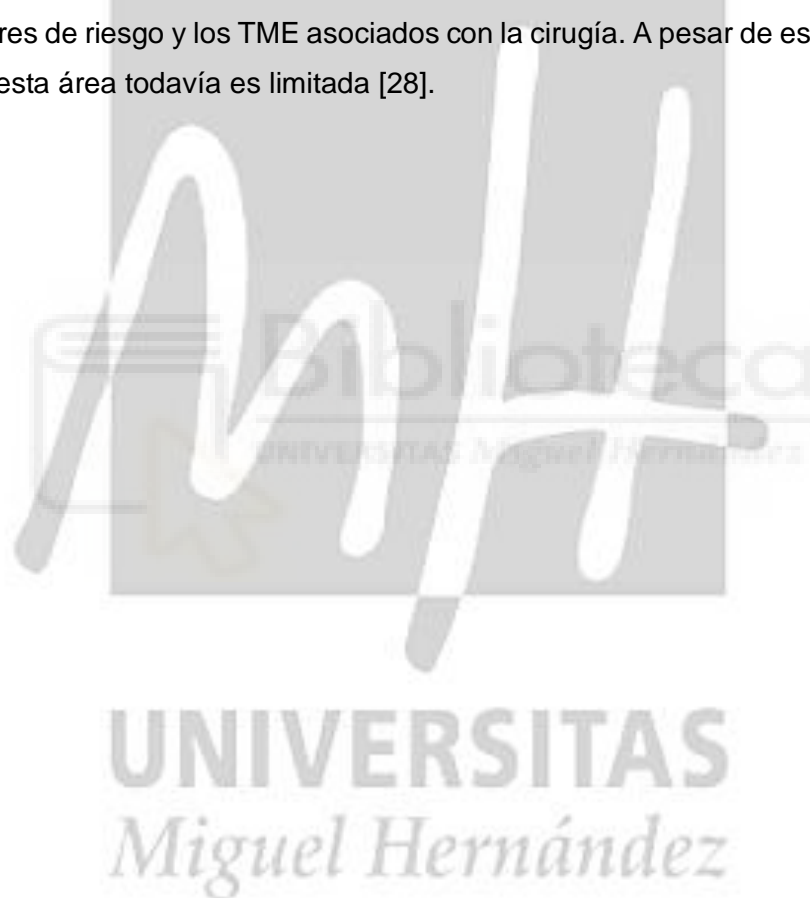 res de riesgo y los TME asociados con la cirugía. A pesar de es
esta área todavía es limitada [28].
Biblioteca
UNIVERSITAS Miguel Hernández
UNIVERSITAS
Miguel Hernández